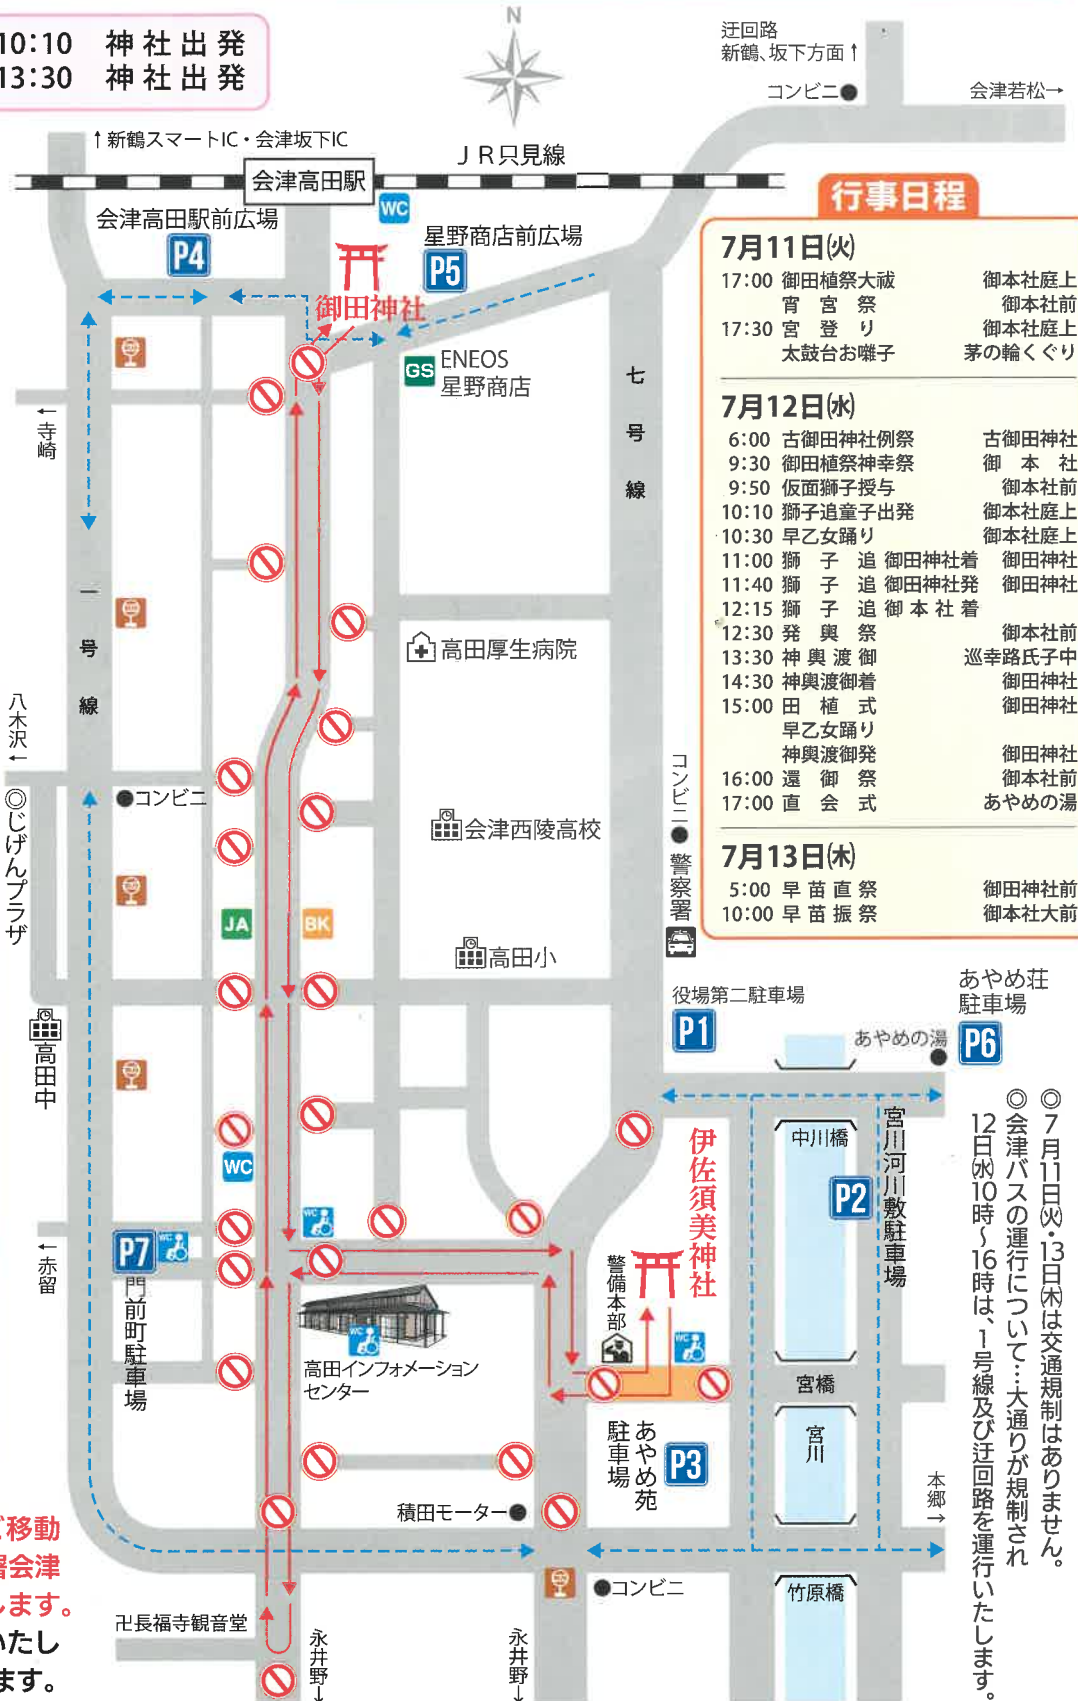 10:10 神社出発
13:30 神社出発
N
迂回路
新鶴、坂下方面↑
コンビニ●
会津若松→
↑新鶴スマートIC・会津坂下IC
JR只見線
会津高田駅
WC
会津高田駅前広場
P4
星野商店前広場
P5
御田神社
GS ENEOS
星野商店
七号線
←寺崎
一号線
高田厚生病院
八木沢←
●コンビニ
◎じげんプラザ
会津西陵高校
コンビニ●
警察署
JA
BK
高田小
高田中
行事日程
7月11日㈫
17:00 御田植祭大祓 御本社庭上
宵宮祭 御本社前
17:30 宮登り 御本社庭上
太鼓台お囃子 茅の輪くぐり
7月12日㈬
6:00 古御田神社例祭 古御田神社
9:30 御田植祭神幸祭 御本社
9:50 仮面獅子授与 御本社前
10:10 獅子追童子出発 御本社庭上
10:30 早乙女踊り 御本社庭上
11:00 獅子追御田神社着 御田神社
11:40 獅子追御田神社発 御田神社
12:15 獅子追御本社着
12:30 発輿祭 御本社前
13:30 神輿渡御 巡幸路氏子中
14:30 神輿渡御着 御田神社
15:00 田植式 御田神社
早乙女踊り
神輿渡御発 御田神社
16:00 還御祭 御本社前
17:00 直会式 あやめの湯
7月13日㈭
5:00 早苗直祭 御田神社前
10:00 早苗振祭 御本社大前
役場第二駐車場
P1
あやめ荘
駐車場
P6
あやめの湯
●
中川橋
宮川河川敷駐車場
P2
伊佐須美神社
警備本部
WC
WC
WC
←赤留
P7
WC
門前町駐車場
WC
高田インフォメーション
センター
宮橋
宮川
あやめ苑
駐車場
P3
本郷→
積田モーター●
●コンビニ
竹原橋
卍長福寺観音堂
永井野↓
永井野↓
◎7月11日㈫・13日㈭は交通規制はありません。
◎会津バスの運行について…大通りが規制され
12日㈬10時〜16時は、1号線及び迂回路を運行いたします。
ご移動
署会津
します。
いたし
ます。